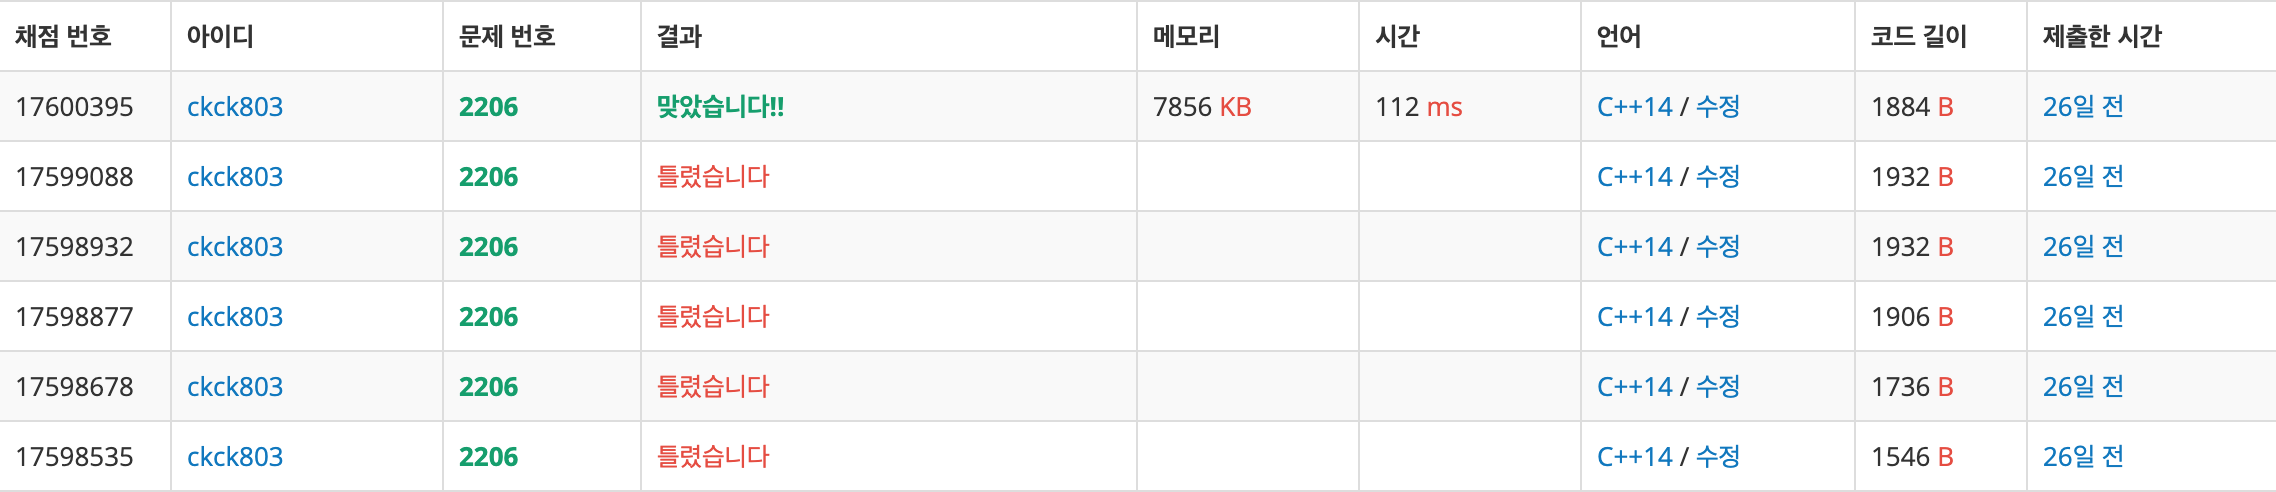 채점 번호 아이디 문제 번호 결과 메모리 시간 언어 코드 길이 제출한 시간
17600395 ckck803 2206 맞았습니다!! 7856 KB 112 ms C++14 / 수정 1884 B 26일 전
17599088 ckck803 2206 틀렸습니다 C++14 / 수정 1932 B 26일 전
17598932 ckck803 2206 틀렸습니다 C++14 / 수정 1932 B 26일 전
17598877 ckck803 2206 틀렸습니다 C++14 / 수정 1906 B 26일 전
17598678 ckck803 2206 틀렸습니다 C++14 / 수정 1736 B 26일 전
17598535 ckck803 2206 틀렸습니다 C++14 / 수정 1546 B 26일 전